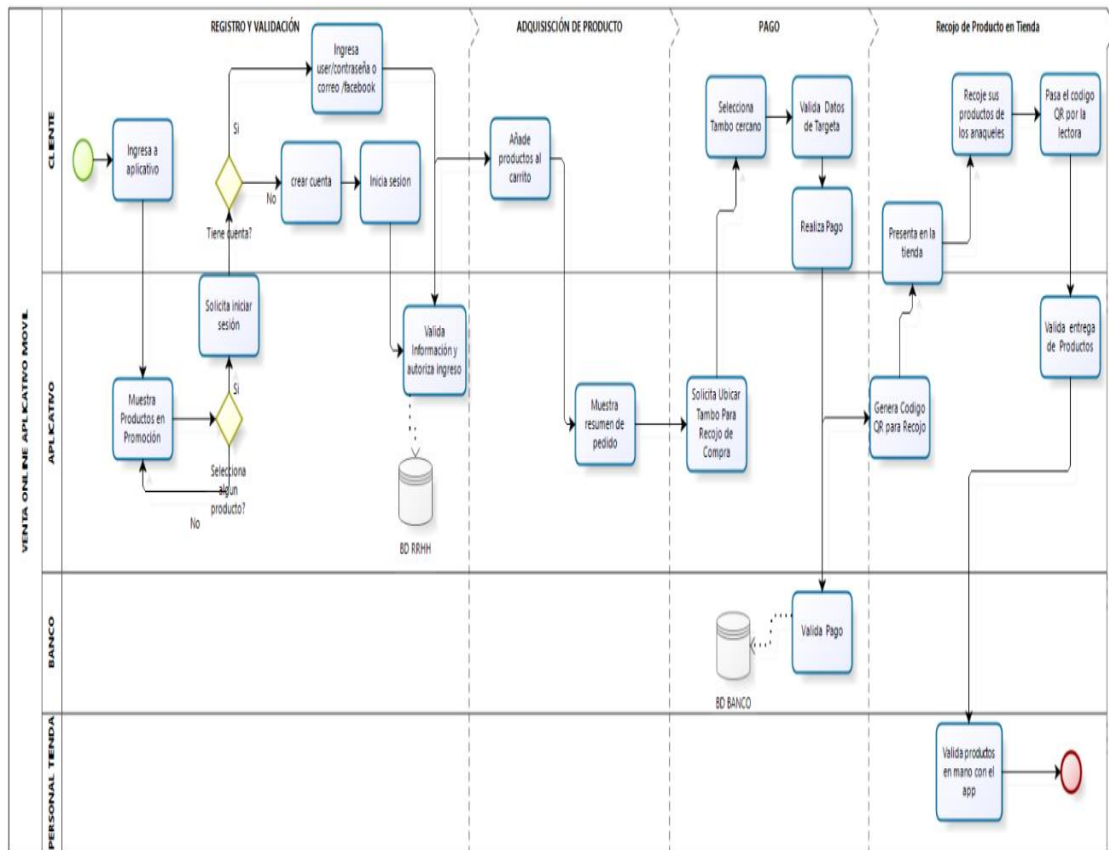 REGISTRO Y VALIDACIÓN
ADQUISISCIÓN DE PRODUCTO
PAGO
Recojo de Producto en Tienda
VENTA ONLINE APLICATIVO MOVIL
CLIENTE
Ingresa a
aplicativo
Si
Tiene cuenta?
No
Ingresa
user/contraseña o
correo /facebook
crear cuenta
Inicia sesion
Añade
productos al
carrito
Selecciona
Tambo cercano
Valida Datos
de Targeta
Realiza Pago
Presenta en la
tienda
Recoje sus
productos de
los anaqueles
Pasa el codigo
QR por la
lectora
APLICATIVO
Solicita iniciar
sesión
Si
Muestra
Productos en
Promoción
Selecciona
algun
producto?
No
Valida
Información y
autoriza ingreso
BD RRHH
Muestra
resumen de
pedido
Solicita Ubicar
Tambo Para
Recojo de
Compra
Genera Codigo
QR para Recojo
Valida entrega
de Productos
BANCO
BD BANCO
Valida Pago
PERSONAL TIENDA
Valida productos
en mano con el
app